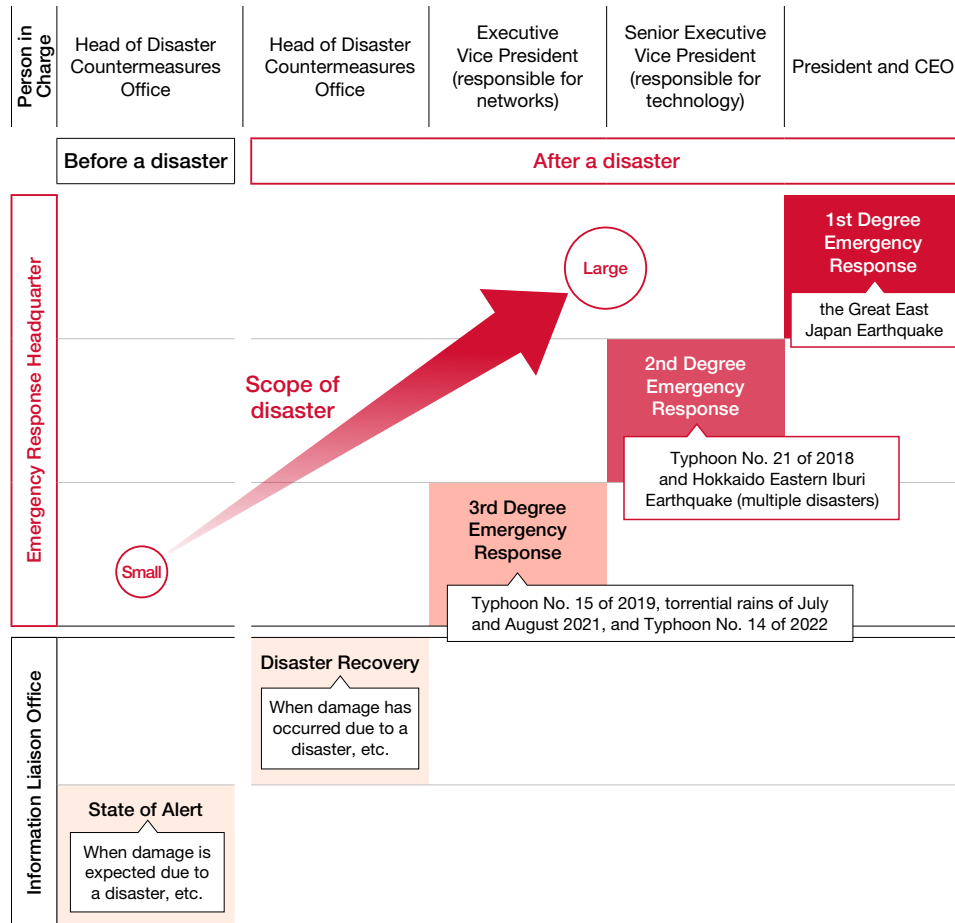 Person in
Charge
Head of Disaster
Countermeasures
Office
Head of Disaster
Countermeasures
Office
Executive
Vice President
(responsible for
networks)
Senior Executive
Vice President
(responsible for
technology)
President and CEO
Before a disaster
After a disaster
Emergency Response Headquarter
1st Degree
Emergency
Response
the Great East
Japan Earthquake
Large
Scope of
disaster
2nd Degree
Emergency
Response
Typhoon No. 21 of 2018
and Hokkaido Eastern Iburi
Earthquake (multiple disasters)
Small
3rd Degree
Emergency
Response
Typhoon No. 15 of 2019, torrential rains of July
and August 2021, and Typhoon No. 14 of 2022
Information Liaison Office
Disaster Recovery
When damage has
occurred due to a
disaster, etc.
State of Alert
When damage is
expected due to
a disaster, etc.